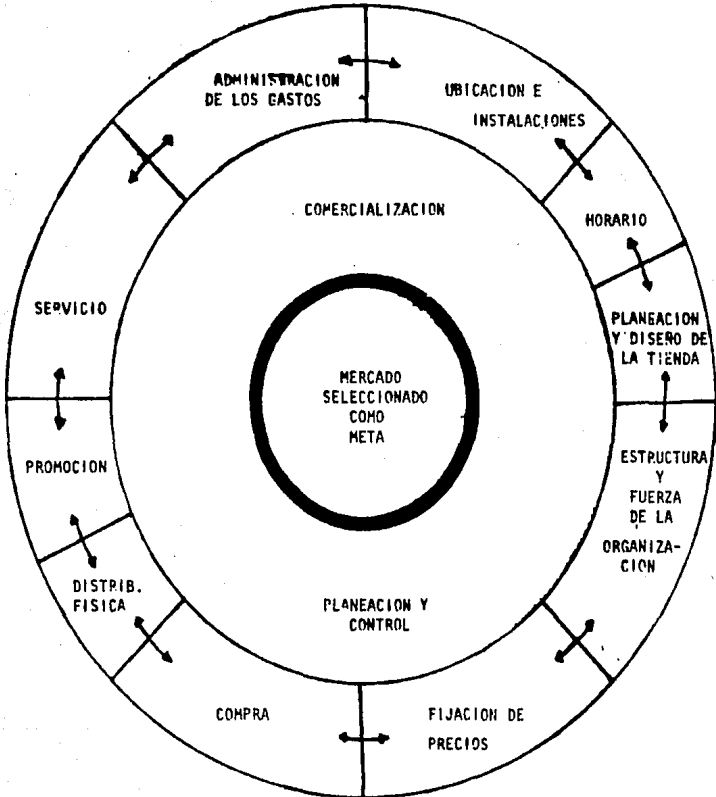 ADMINISTRACION
DE LOS GASTOS
UBICACION E
INSTALACIONES
COMERCIALIZACION
HORARIO
SERVICIO
PLANEACION
Y DISEÑO DE
LA TIENDA
MERCADO
SELECCIONADO
COMO
META
PROMOCION
ESTRUCTURA
Y
FUERZA
DE LA
ORGANIZA-
CION
DISTRIB.
FISICA
PLANEACION Y
CONTROL
COMPRA
FIJACION DE
PRECIOS